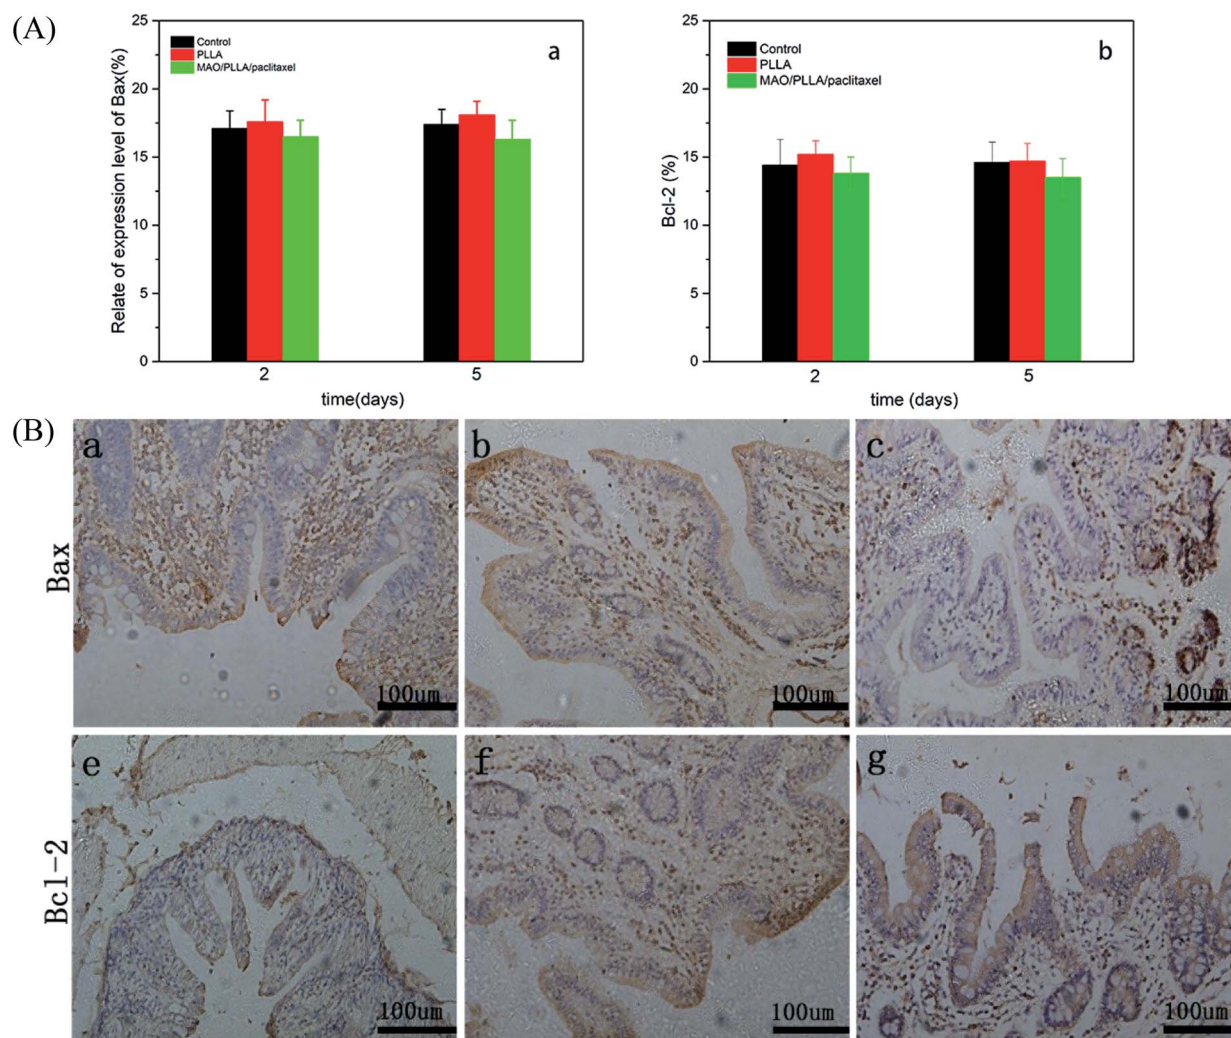 (A)
25
20
15
10
5
0
Relate of expression level of Bax(%)
Control
PLLA
MAO/PLLA/paclitaxel
a
2
5
time(days)
25
20
15
10
5
0
Bcl-2 (%)
Control
PLLA
MAO/PLLA/paclitaxel
b
2
5
time (days)
(B)
Bax
a
100um
b
100um
c
100um
Bcl-2
e
100um
f
100um
g
100um